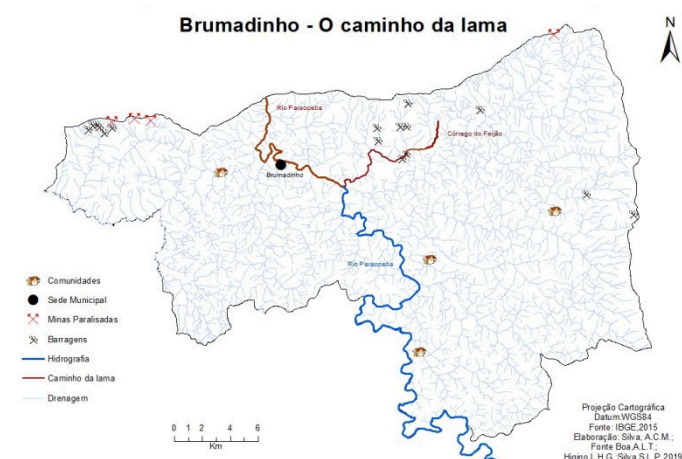 Brumadinho - O caminho da lama
N
Rio Paraopeba
Córrego do Feijão
Brumadinho
Rio Paraopeba
Comunidades
Sede Municipal
Minas Paralisadas
Barragens
Hidrografia
Caminho da lama
Drenagem
0 1 2 4 6
Km
Projeção Cartográfica
Datum:WGS84
Fonte: IBGE,2015
Elaboração: Silva, A.C.M.;
Fonte Boa,A.L.T.;
Higino,L.H.G. Silva,S.L.P. 2019